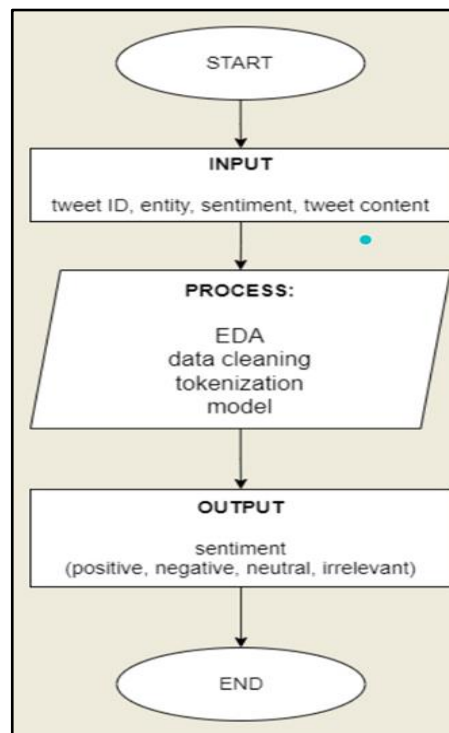 START
INPUT
tweet ID, entity, sentiment, tweet content
PROCESS:
EDA
data cleaning
tokenization
model
OUTPUT
sentiment
(positive, negative, neutral, irrelevant)
END